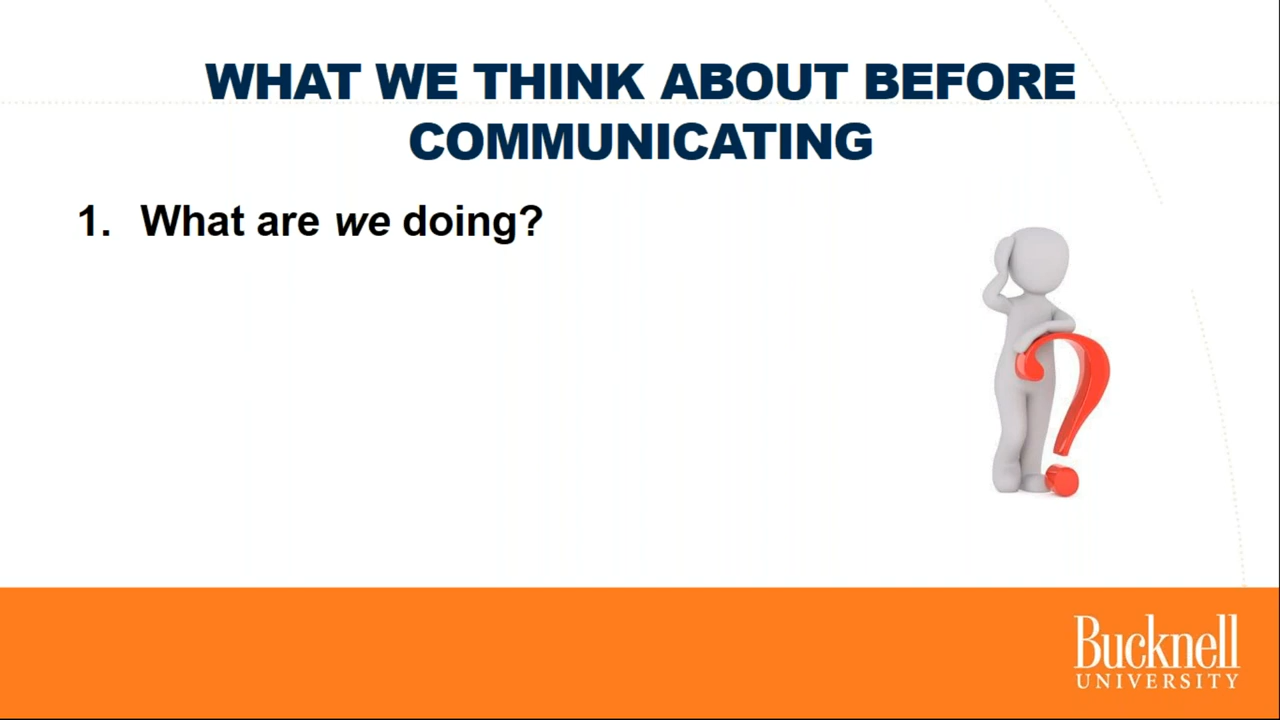 WHAT WE THINK ABOUT BEFORE
COMMUNICATING
1. What are we doing?
Bucknell
UNIVERSITY